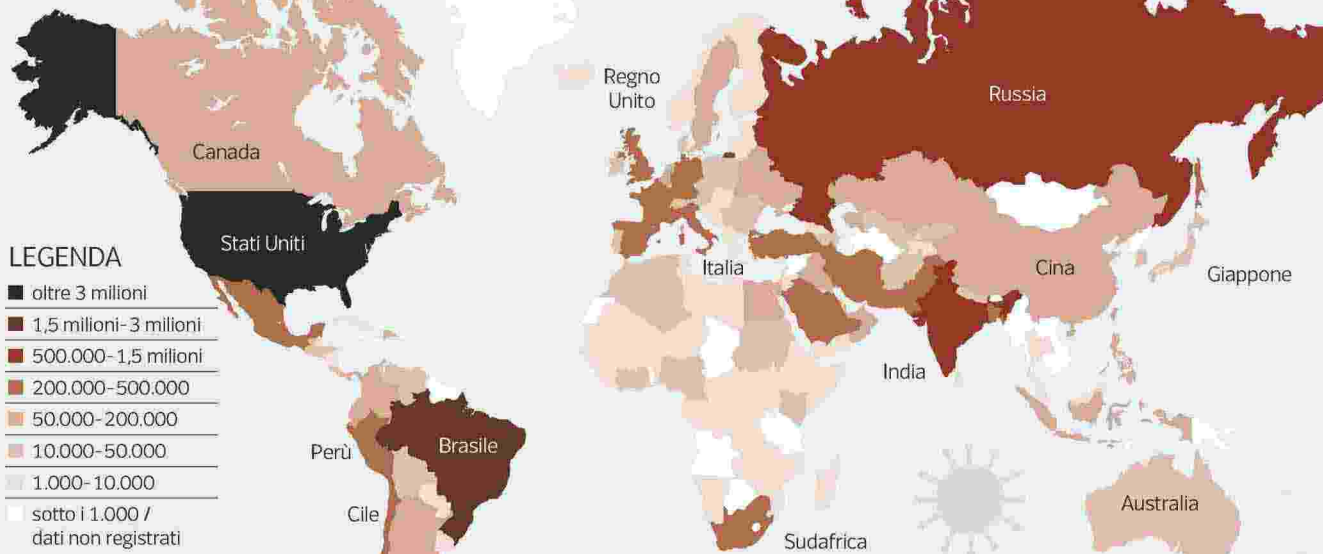 Regno
Unito
Russia
Canada
Stati Uniti
Italia
Cina
Giappone
India
Perù
Brasile
Cile
Australia
Sudafrica
LEGENDA
oltre 3 milioni
1,5 milioni-3 milioni
500.000-1,5 milioni
200.000-500.000
50.000-200.000
10.000-50.000
1.000-10.000
sotto i 1.000 /
dati non registrati